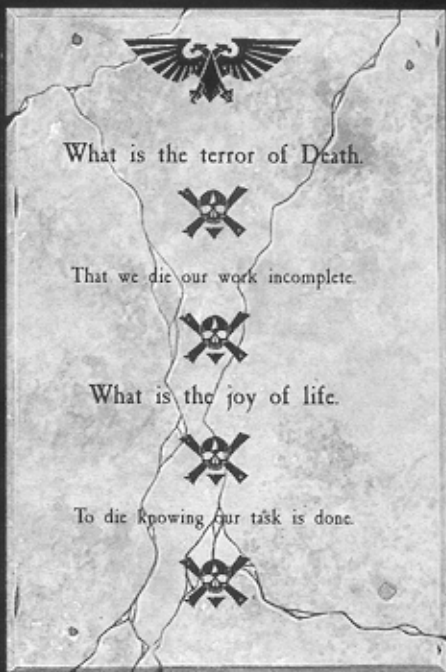 What is the terror of Death.
That we die our work incomplete.
What is the joy of life.
To die knowing our task is done.